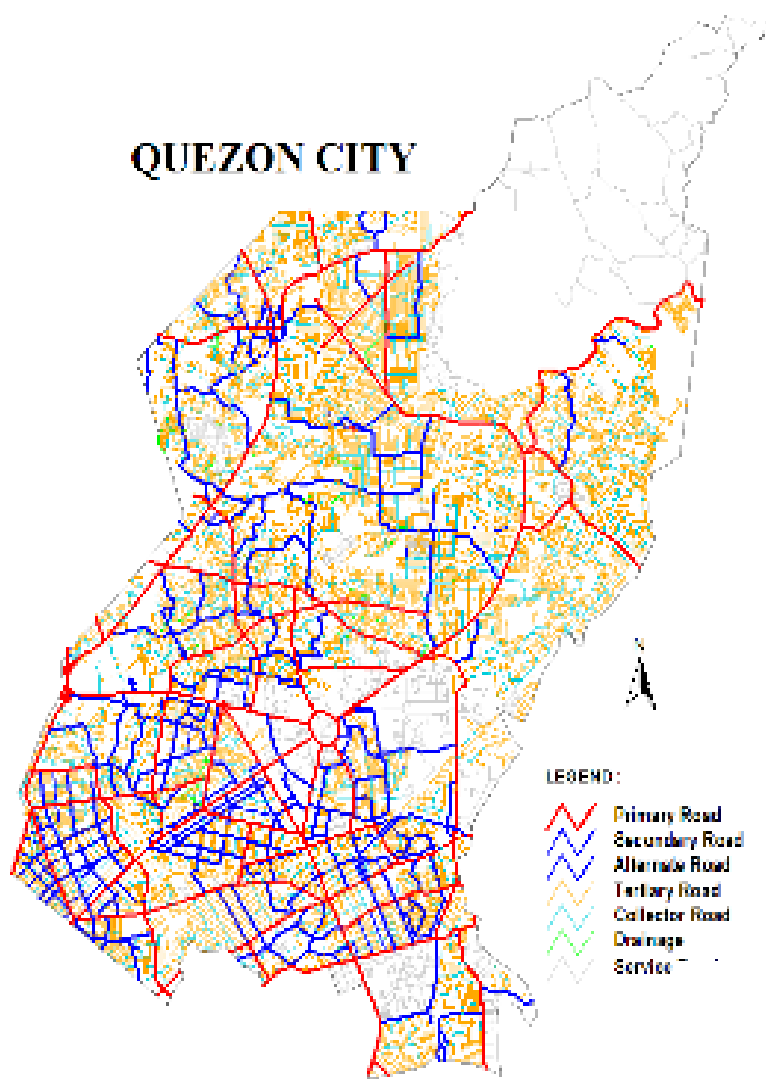 QUEZON CITY
LEGEND:
Primary Road
Secondary Road
Alternate Road
Tertiary Road
Collector Road
Drainage
Service